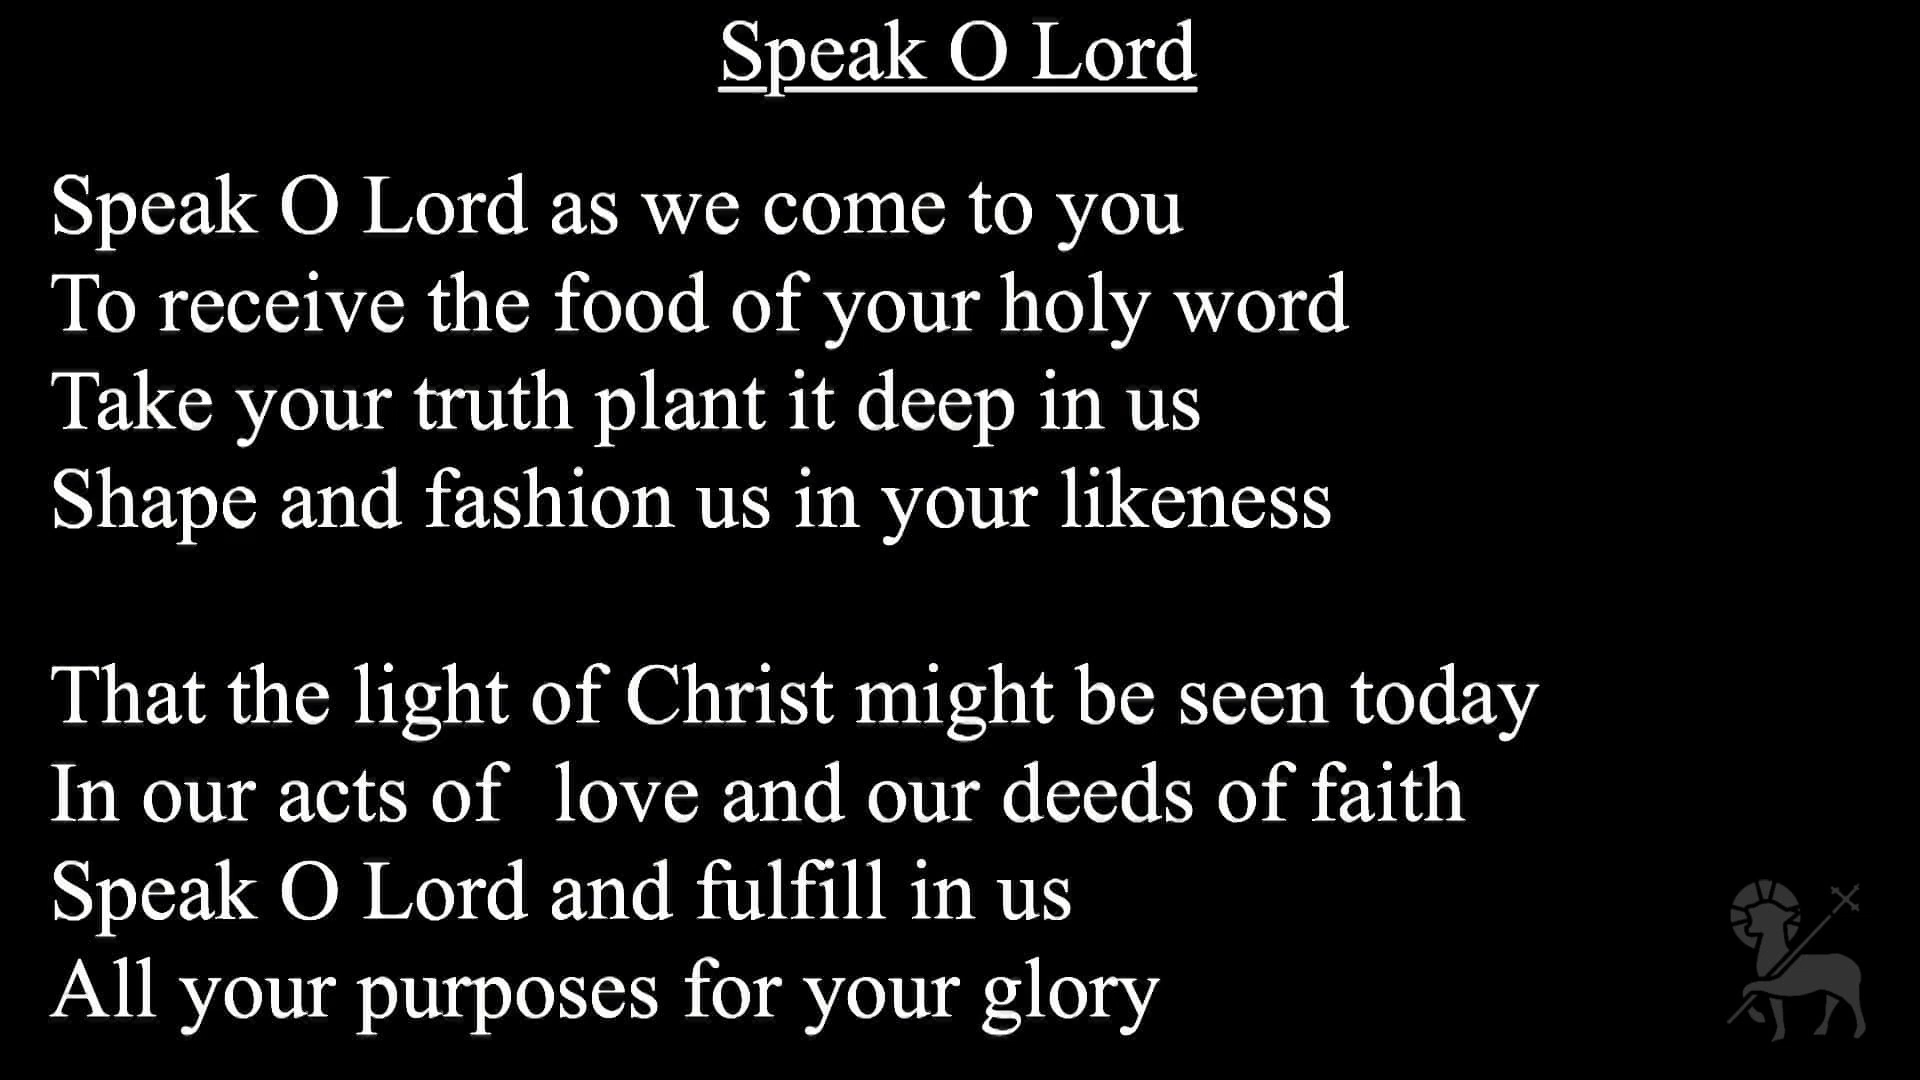 Speak O Lord
Speak O Lord as we come to you
To receive the food of your holy word
Take your truth plant it deep in us
Shape and fashion us in your likeness
That the light of Christ might be seen today
In our acts of  love and our deeds of faith
Speak O Lord and fulfill in us
All your purposes for your glory